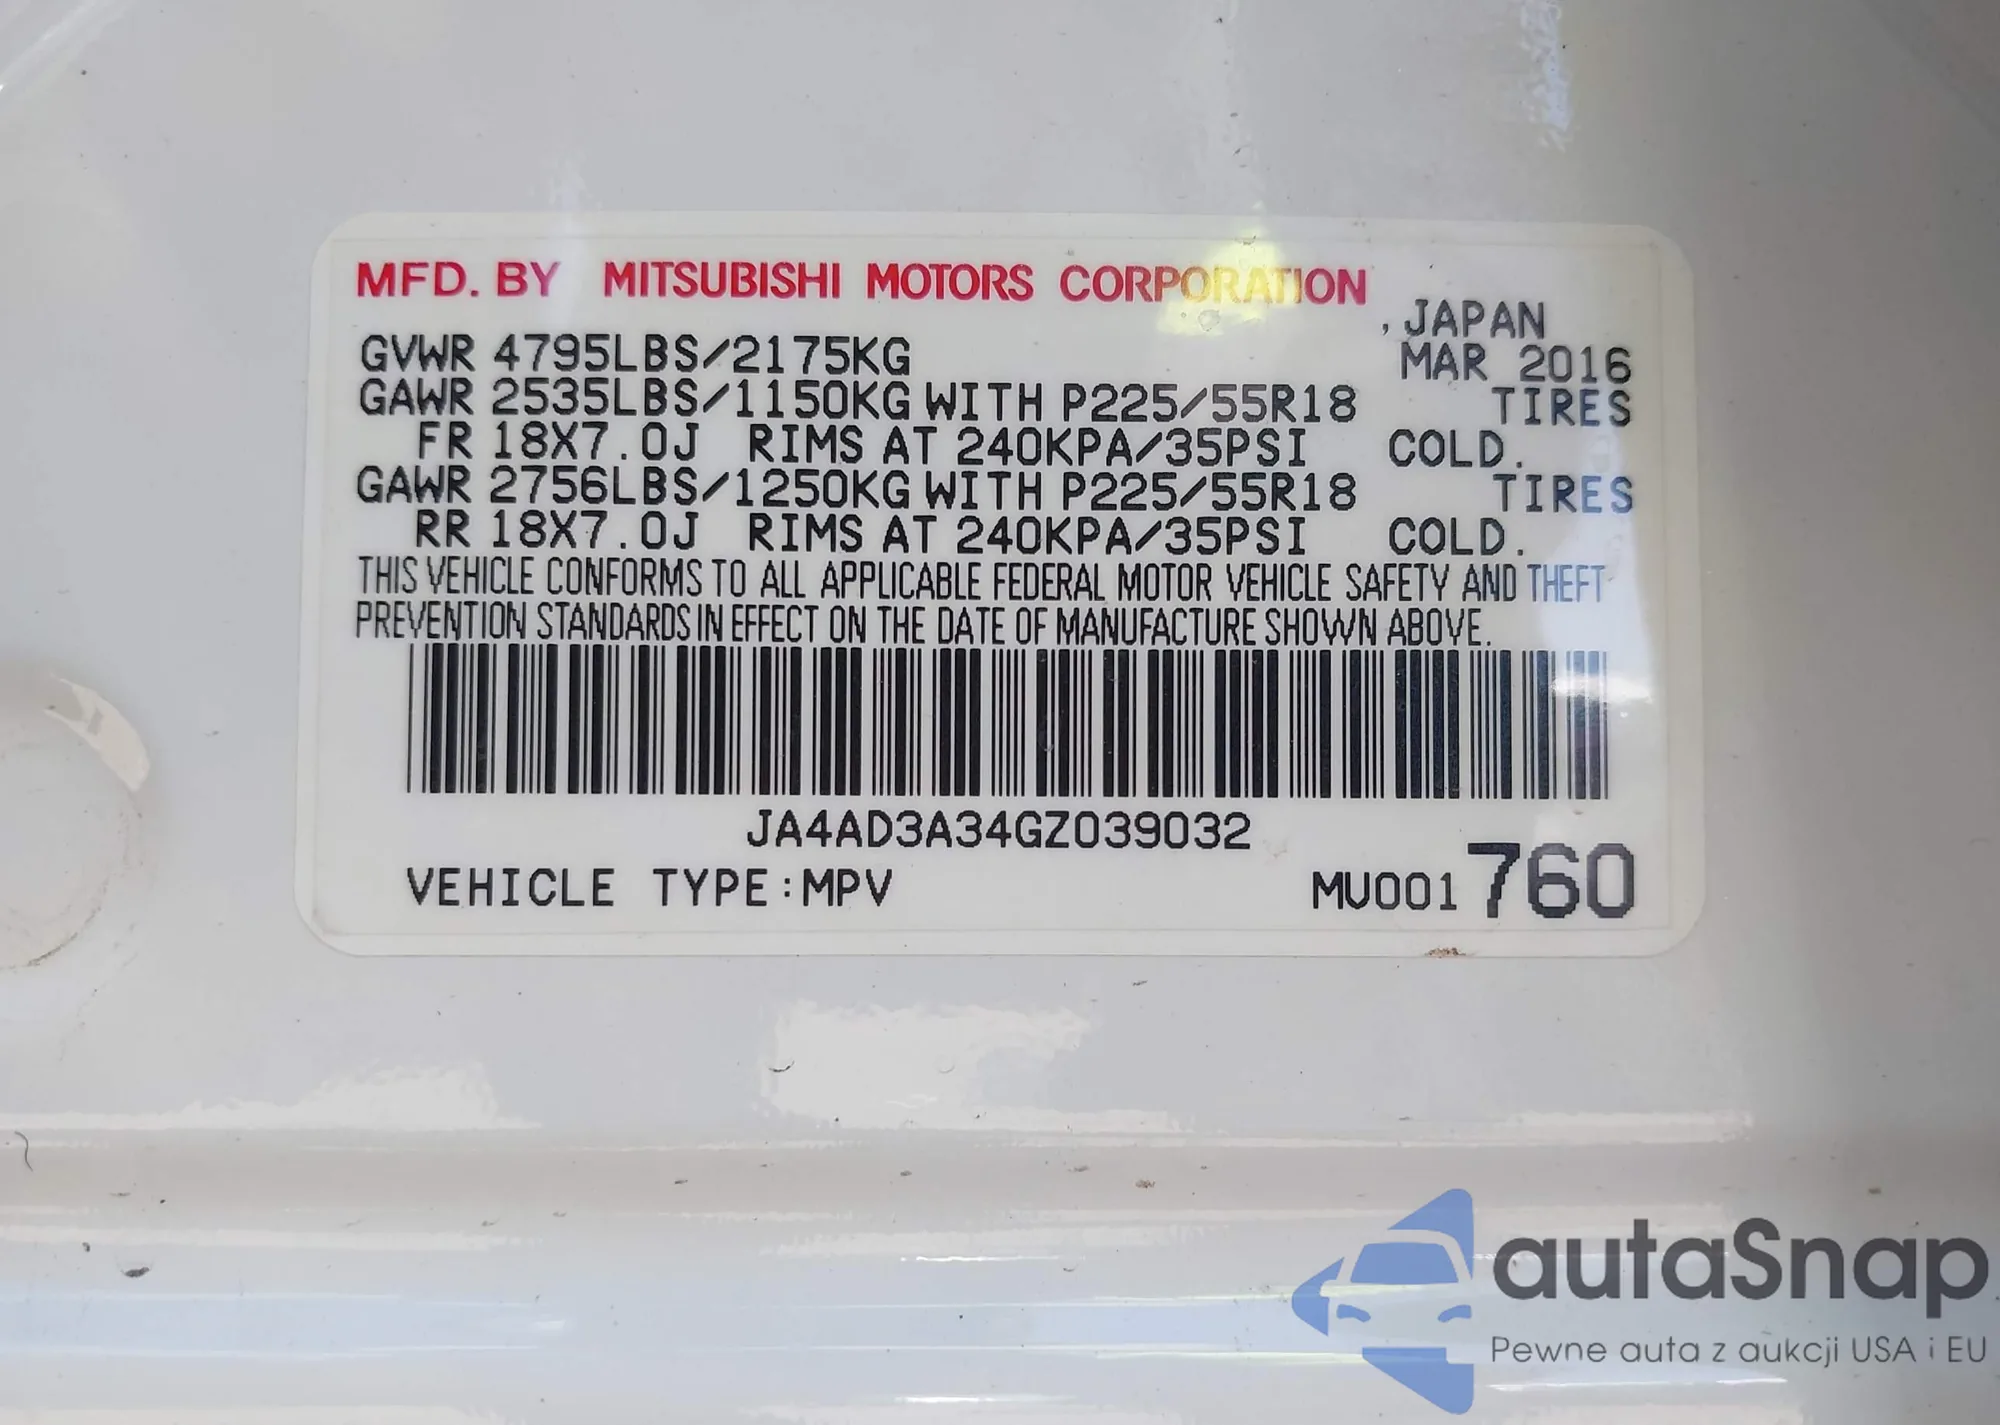 MFD. BY MITSUBISHI MOTORS CORPORATION
, JAPAN
GVWR 4795LBS/2175KG MAR 2016
GAWR 2535LBS/1150KG WITH P225/55R18 TIRES
FR 18X7.0J RIMS AT 240KPA/35PSI COLD.
GAWR 2756LBS/1250KG WITH P225/55R18 TIRES
RR 18X7.0J RIMS AT 240KPA/35PSI COLD.
THIS VEHICLE CONFORMS TO ALL APPLICABLE FEDERAL MOTOR VEHICLE SAFETY AND THEFT
PREVENTION STANDARDS IN EFFECT ON THE DATE OF MANUFACTURE SHOWN ABOVE.
JA4AD3A34GZ039032
VEHICLE TYPE:MPV MU001760
autaSnap
Pewne auta z aukcji USA i EU